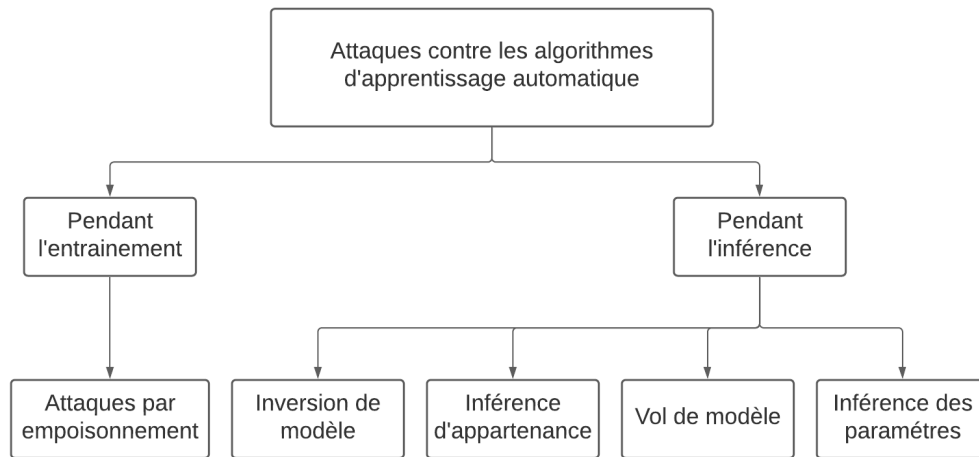 Attaques contre les algorithmes
d'apprentissage automatique
Pendant
l'entrainement
Pendant
l'inférence
Attaques par
empoisonnement
Inversion de
modèle
Inférence
d'appartenance
Vol de modèle
Inférence des
paramétres